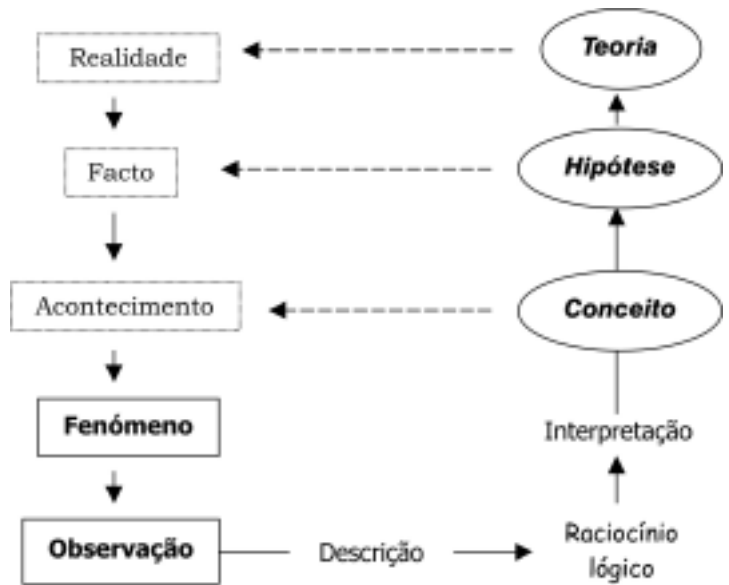 Realidade
Teoria
Facto
Hipótese
Acontecimento
Conceito
Fenómeno
Interpretação
Observação
Descrição
Raciocínio
lógico